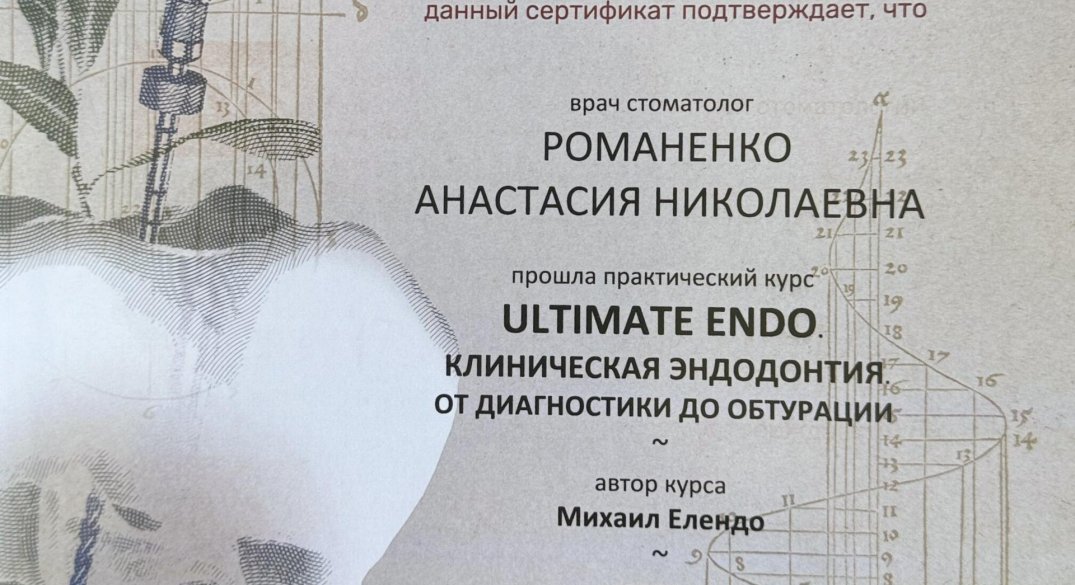 данный сертификат подтверждает, что
врач стоматолог
РОМАНЕНКО
АНАСТАСИЯ НИКОЛАЕВНА
прошла практический курс
ULTIMATE ENDO.
КЛИНИЧЕСКАЯ ЭНДОДОНТИЯ.
ОТ ДИАГНОСТИКИ ДО ОБТУРАЦИИ
~
автор курса
Михаил Елендо
~